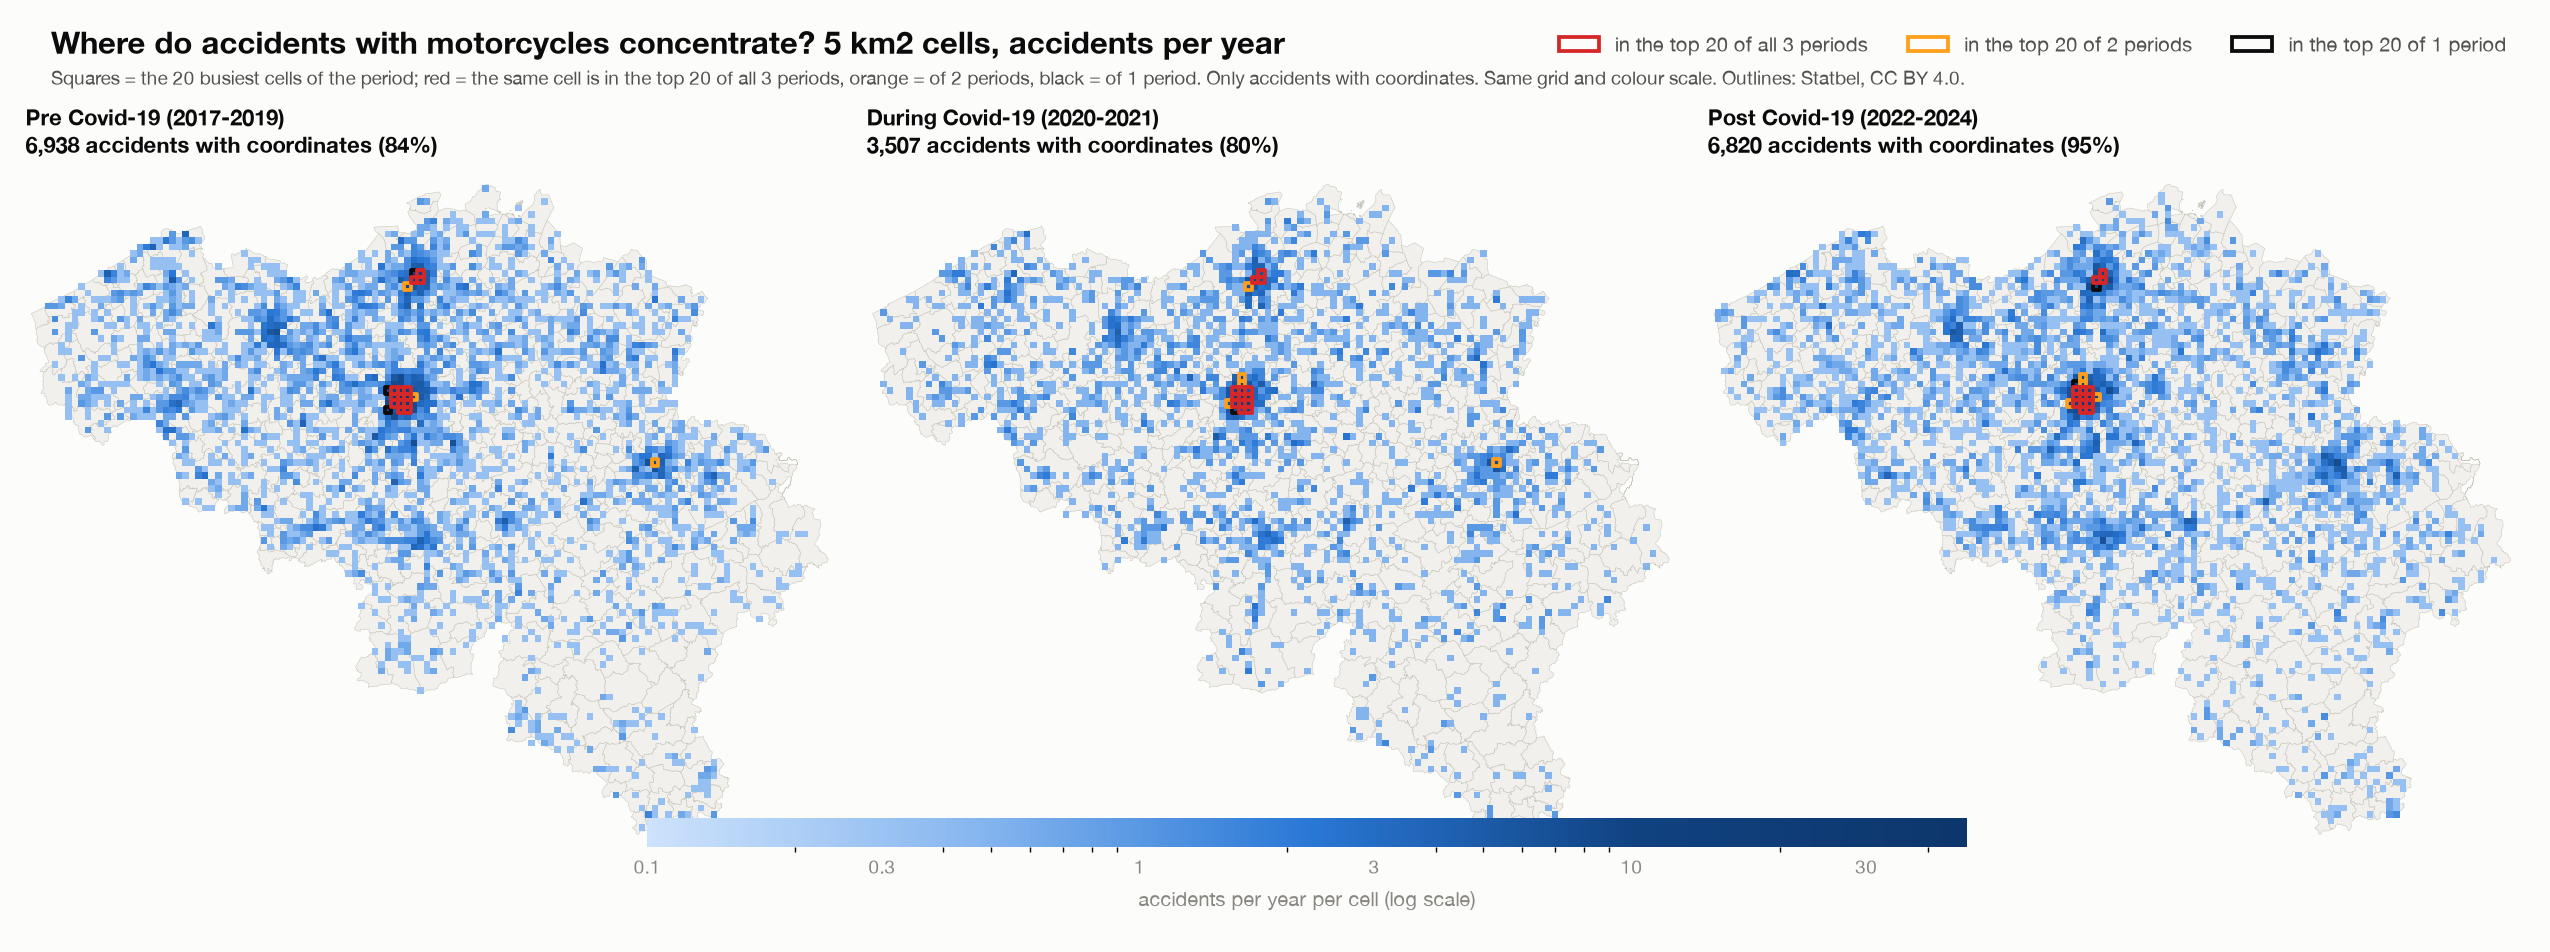 Where do accidents with motorcycles concentrate? 5 km2 cells, accidents per year
in the top 20 of all 3 periods
in the top 20 of 2 periods
in the top 20 of 1 period
Squares = the 20 busiest cells of the period; red = the same cell is in the top 20 of all 3 periods, orange = of 2 periods, black = of 1 period. Only accidents with coordinates. Same grid and colour scale. Outlines: Statbel, CC BY 4.0.
Pre Covid-19 (2017-2019)
6,938 accidents with coordinates (84%)
During Covid-19 (2020-2021)
3,507 accidents with coordinates (80%)
Post Covid-19 (2022-2024)
6,820 accidents with coordinates (95%)
0.1 0.3 1 3 10 30
accidents per year per cell (log scale)